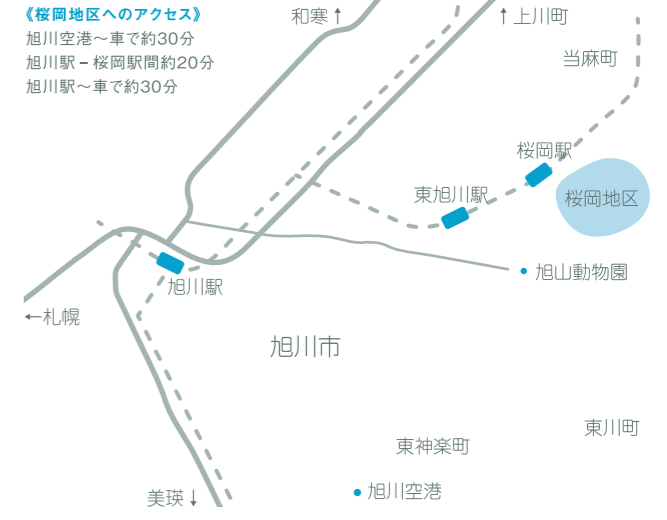 《桜岡地区へのアクセス》
旭川空港～車で約30分
旭川駅－桜岡駅間約20分
旭川駅～車で約30分
和寒↑
↑上川町
当麻町
桜岡駅
桜岡地区
東旭川駅
旭山動物園
旭川駅
←札幌
旭川市
東川町
東神楽町
旭川空港
美瑛↓